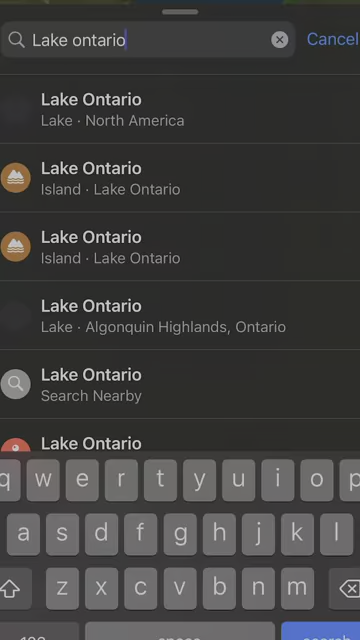 Lake ontario
Cancel
Lake Ontario
Lake · North America
Lake Ontario
Island · Lake Ontario
Lake Ontario
Island · Lake Ontario
Lake Ontario
Lake · Algonquin Highlands, Ontario
Lake Ontario
Search Nearby
Lake Ontario
q w e r t y u i o p
a s d f g h j k l
z x c v b n m